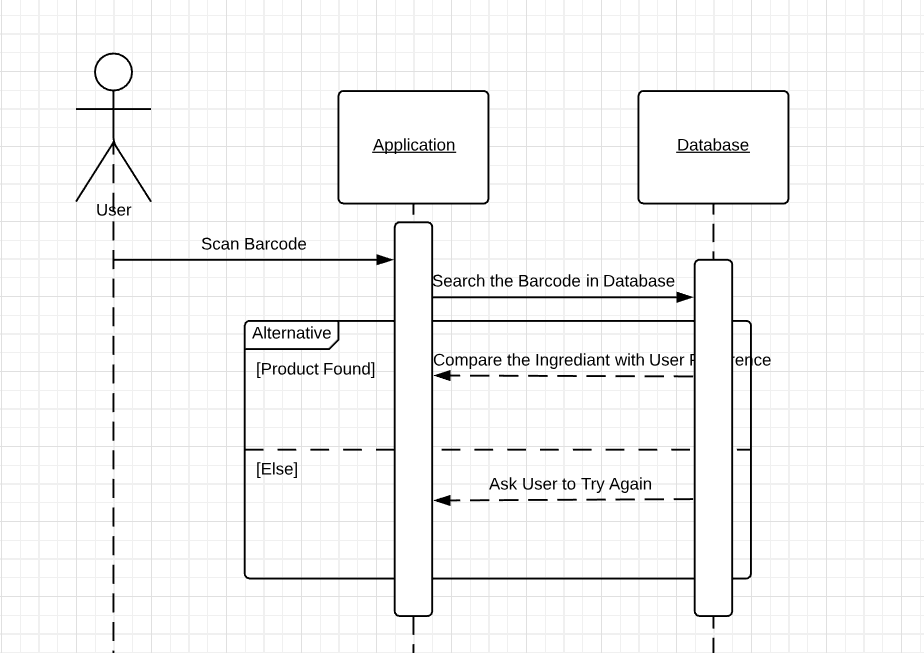 Application
Database
User
Scan Barcode
Search the Barcode in Database
Alternative
Compare the Ingrediant with User
[Product Found]
[Else]
Ask User to Try Again